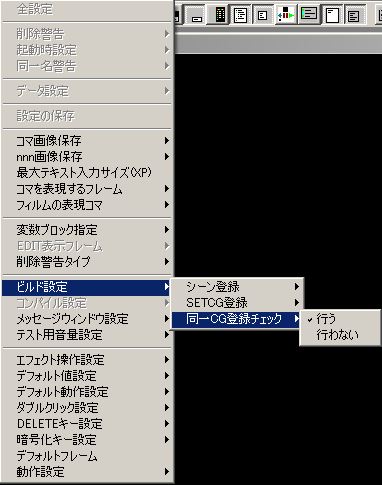 全設定
削除警告
起動時設定
同一名警告
データ設定
設定の保存
コマ画像保存
nnn画像保存
最大テキスト入力サイズ(XP)
コマを表現するフレーム
フィルムの表現コマ
変数ブロック指定
EDIT表示フレーム
削除警告タイプ
ビルド設定
コンパイル設定
メッセージウィンドウ設定
テスト用音量設定
エフェクト操作設定
デフォルト値設定
デフォルト動作設定
ダブルクリック設定
DELETEキー設定
暗号化キー設定
デフォルトフレーム
動作設定
シーン登録
SETCG登録
同一CG登録チェック
行う
行わない